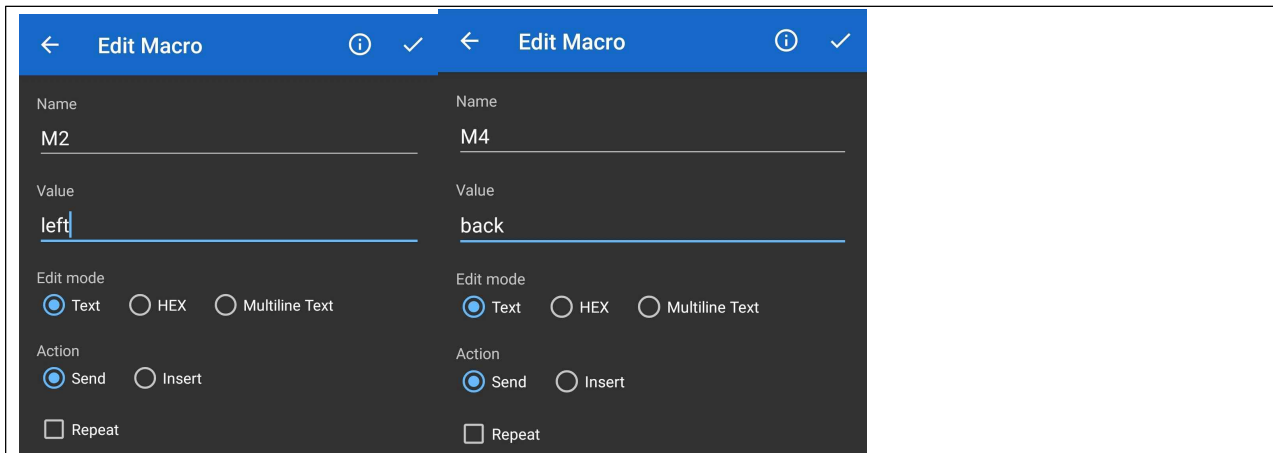 Edit Macro
Name
M2
Value
left
Edit mode
Text HEX Multiline Text
Action
Send Insert
Repeat
Edit Macro
Name
M4
Value
back
Edit mode
Text HEX Multiline Text
Action
Send Insert
Repeat